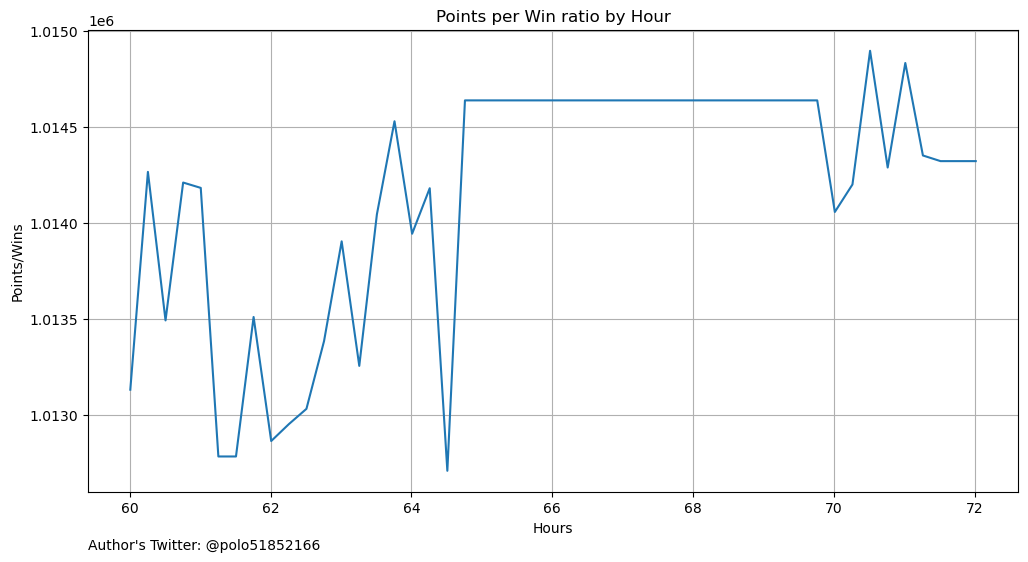 Points per Win ratio by Hour
1e6
1.0150
1.0145
1.0140
1.0135
1.0130
Points/Wins
60 62 64 66 68 70 72
Hours
Author's Twitter: @polo51852166